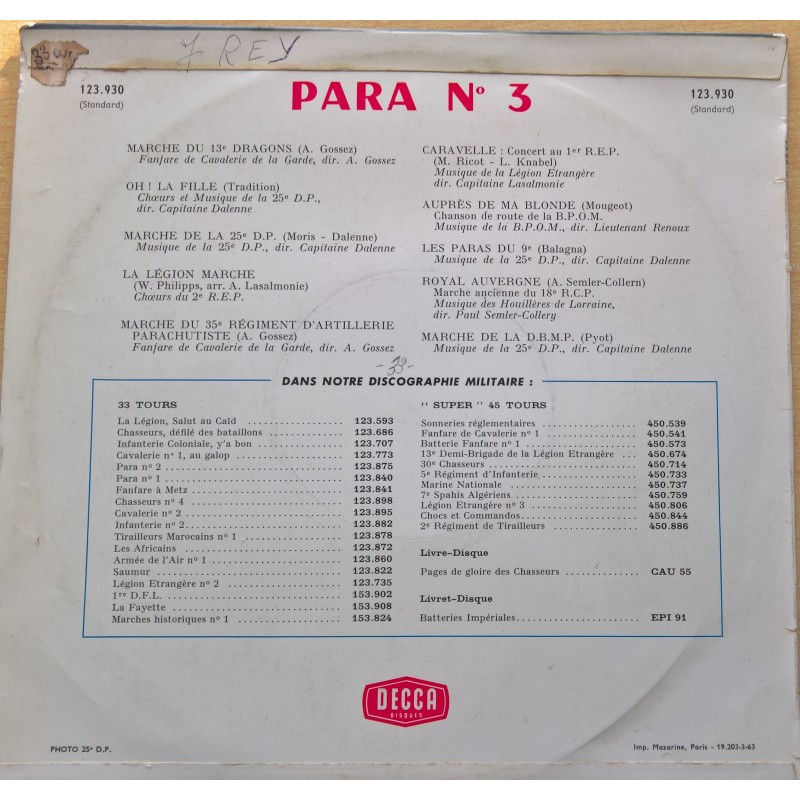 7 REY
123.930
(Standard)
PARA Nº 3
123.930
(Standard)
MARCHE DU 13e DRAGONS (A. Gossez)
Fanfare de Cavalerie de la Garde, dir. A. Gossez
OH ! LA FILLE (Tradition)
Chœurs et Musique de la 25e D.P.,
dir. Capitaine Dalenne
MARCHE DE LA 25e D.P. (Moris - Dalenne)
Musique de la 25e D.P., dir. Capitaine Dalenne
LA LÉGION MARCHE
(W. Philipps, arr. A. Lasalmonie)
Chœurs du 2e R.E.P.
MARCHE DU 35e RÉGIMENT D'ARTILLERIE
PARACHUTISTE (A. Gossez)
Fanfare de Cavalerie de la Garde, dir. A. Gossez
CARAVELLE : Concert au 1er R.E.P.
(M. Ricot - L. Knabel)
Musique de la Légion Etrangère
dir. Capitaine Lasalmonie
AUPRÈS DE MA BLONDE (Mougeot)
Chanson de route de la B.P.O.M.
Musique de la B.P.O.M., dir. Lieutenant Renoux
LES PARAS DU 9e (Balagna)
Musique de la 25e D.P., dir. Capitaine Dalenne
ROYAL AUVERGNE (A. Semler-Collern)
Marche ancienne du 18e R.C.P.
Musique des Houillères de Lorraine,
dir. Paul Semler-Collery
MARCHE DE LA D.B.M.P. (Pyot)
Musique de la 25e D.P., dir. Capitaine Dalenne
DANS NOTRE DISCOGRAPHIE MILITAIRE :
33 TOURS
La Légion, Salut au Caïd .................. 123.593
Chasseurs, défilé des bataillons .............. 123.686
Infanterie Coloniale, y'a bon ................ 123.707
Cavalerie nº 1, au galop .................... 123.773
Para nº 2 ................................ 123.875
Para nº 1 ................................ 123.840
Fanfare à Metz ............................ 123.841
Chasseurs nº 4 ............................ 123.898
Cavalerie nº 2 ............................ 123.895
Infanterie nº 2 ............................ 123.882
Tirailleurs Marocains nº 1 .................. 123.878
Les Africains .............................. 123.872
Armée de l'Air nº 1 ........................ 123.860
Saumur .................................. 123.822
Légion Etrangère nº 2 ...................... 123.735
1re D.F.L. ................................ 153.902
La Fayette ................................ 153.908
Marches historiques nº 1 .................... 153.824
“ SUPER ” 45 TOURS
Sonneries réglementaires .................. 450.539
Fanfare de Cavalerie nº 1 .................. 450.541
Batterie Fanfare nº 1 ...................... 450.573
13e Demi-Brigade de la Légion Etrangère ... 450.674
30e Chasseurs ............................ 450.714
5e Régiment d'Infanterie .................. 450.733
Marine Nationale ........................ 450.737
7e Spahis Algériens ...................... 450.759
Légion Etrangère nº 3 .................... 450.806
Chocs et Commandos ...................... 450.844
2e Régiment de Tirailleurs ................ 450.886
Livre-Disque
Pages de gloire des Chasseurs .............. CAU 55
Livret-Disque
Batteries Impériales ...................... EPI 91
DECCA
DISQUES
PHOTO 25e D.P.
Imp. Mazarine, Paris - 19.203-3-63